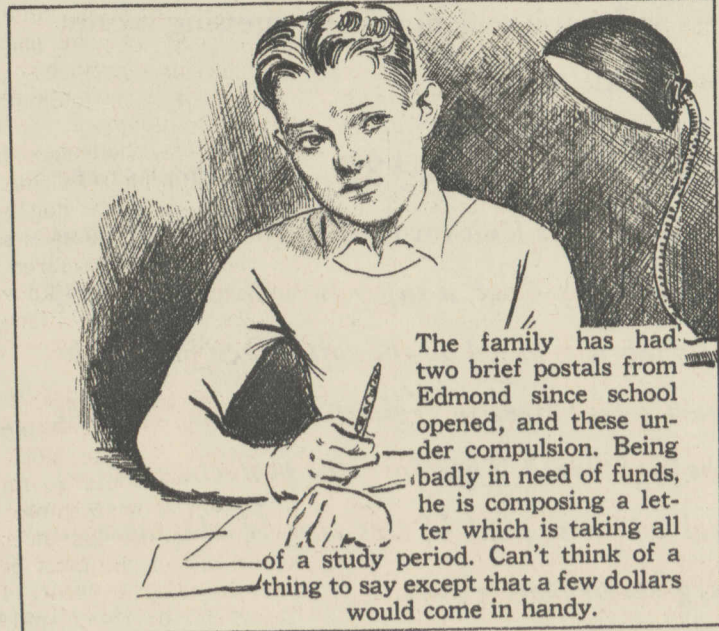 The family has had
two brief postals from
Edmond since school
opened, and these un-
der compulsion. Being
badly in need of funds,
he is composing a let-
ter which is taking all
of a study period. Can't think of a
thing to say except that a few dollars
would come in handy.